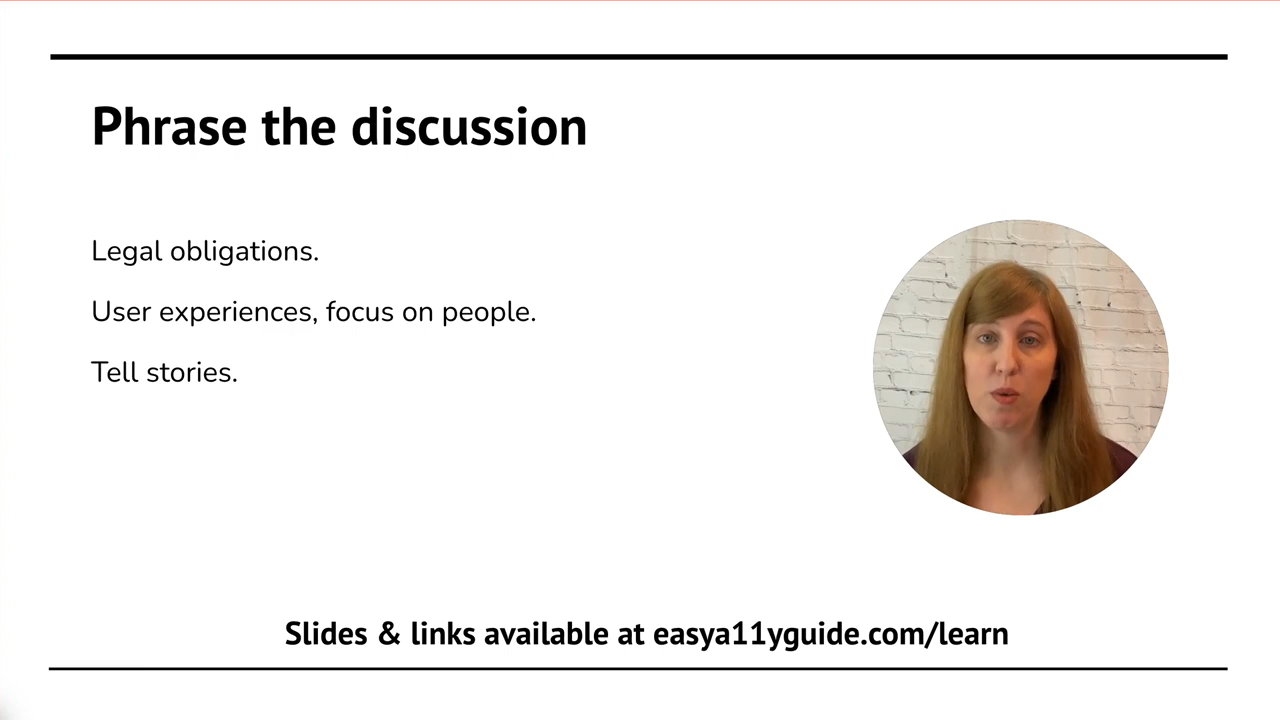 Phrase the discussion
Legal obligations.
User experiences, focus on people.
Tell stories.
Slides & links available at easya11yguide.com/learn